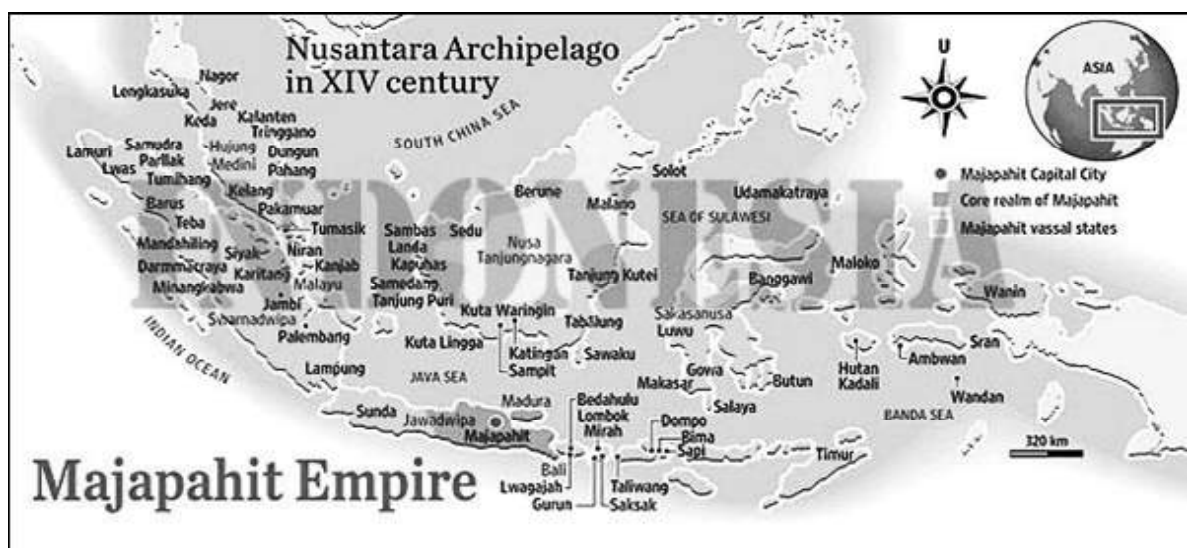 Nusantara Archipelago
in XIV century
U
ASIA
Majapahit Capital City
Core realm of Majapahit
Majapahit vassal states
INDONESIA
SOUTH CHINA SEA
Nagor
Lengkasuka
Jere
Keda
Kalanten
Tringgano
Hujung
Medini
Dungun
Pahang
Samudra
Lamuri
Parllak
Lwas
Tumihang
Kelang
Barus
Pakamuar
Teba
Tumasik
Mandahiling
Siyak
Niran
Darmmacraya
Karitang
Kanjab
Minangkabwa
Malayu
Jambi
Swarnadwipa
Palembang
Lampung
INDIAN OCEAN
Berune
Malano
Solot
Udamakatraya
SEA OF SULAWESI
Sambas
Sedu
Landa
Kapuhas
Nusa
Tanjungnagara
Samedang
Tanjung Puri
Tanjung Kutei
Kuta Waringin
Kuta Lingga
Katingan
Sampit
Tabalung
Sawaku
Banggawi
Maloko
Wanin
Sakasanusa
Luwu
Gowa
Makasar
Butun
Salaya
Hutan
Kadali
Ambwan
Sran
Wandan
BANDA SEA
JAVA SEA
320 km
Sunda
Jawadwipa
Madura
Majapahit
Bedahulu
Lombok
Mirah
Dompo
Bima
Sapi
Timur
Bali
Lwagajah
Gurun
Taliwang
Saksak
Majapahit Empire